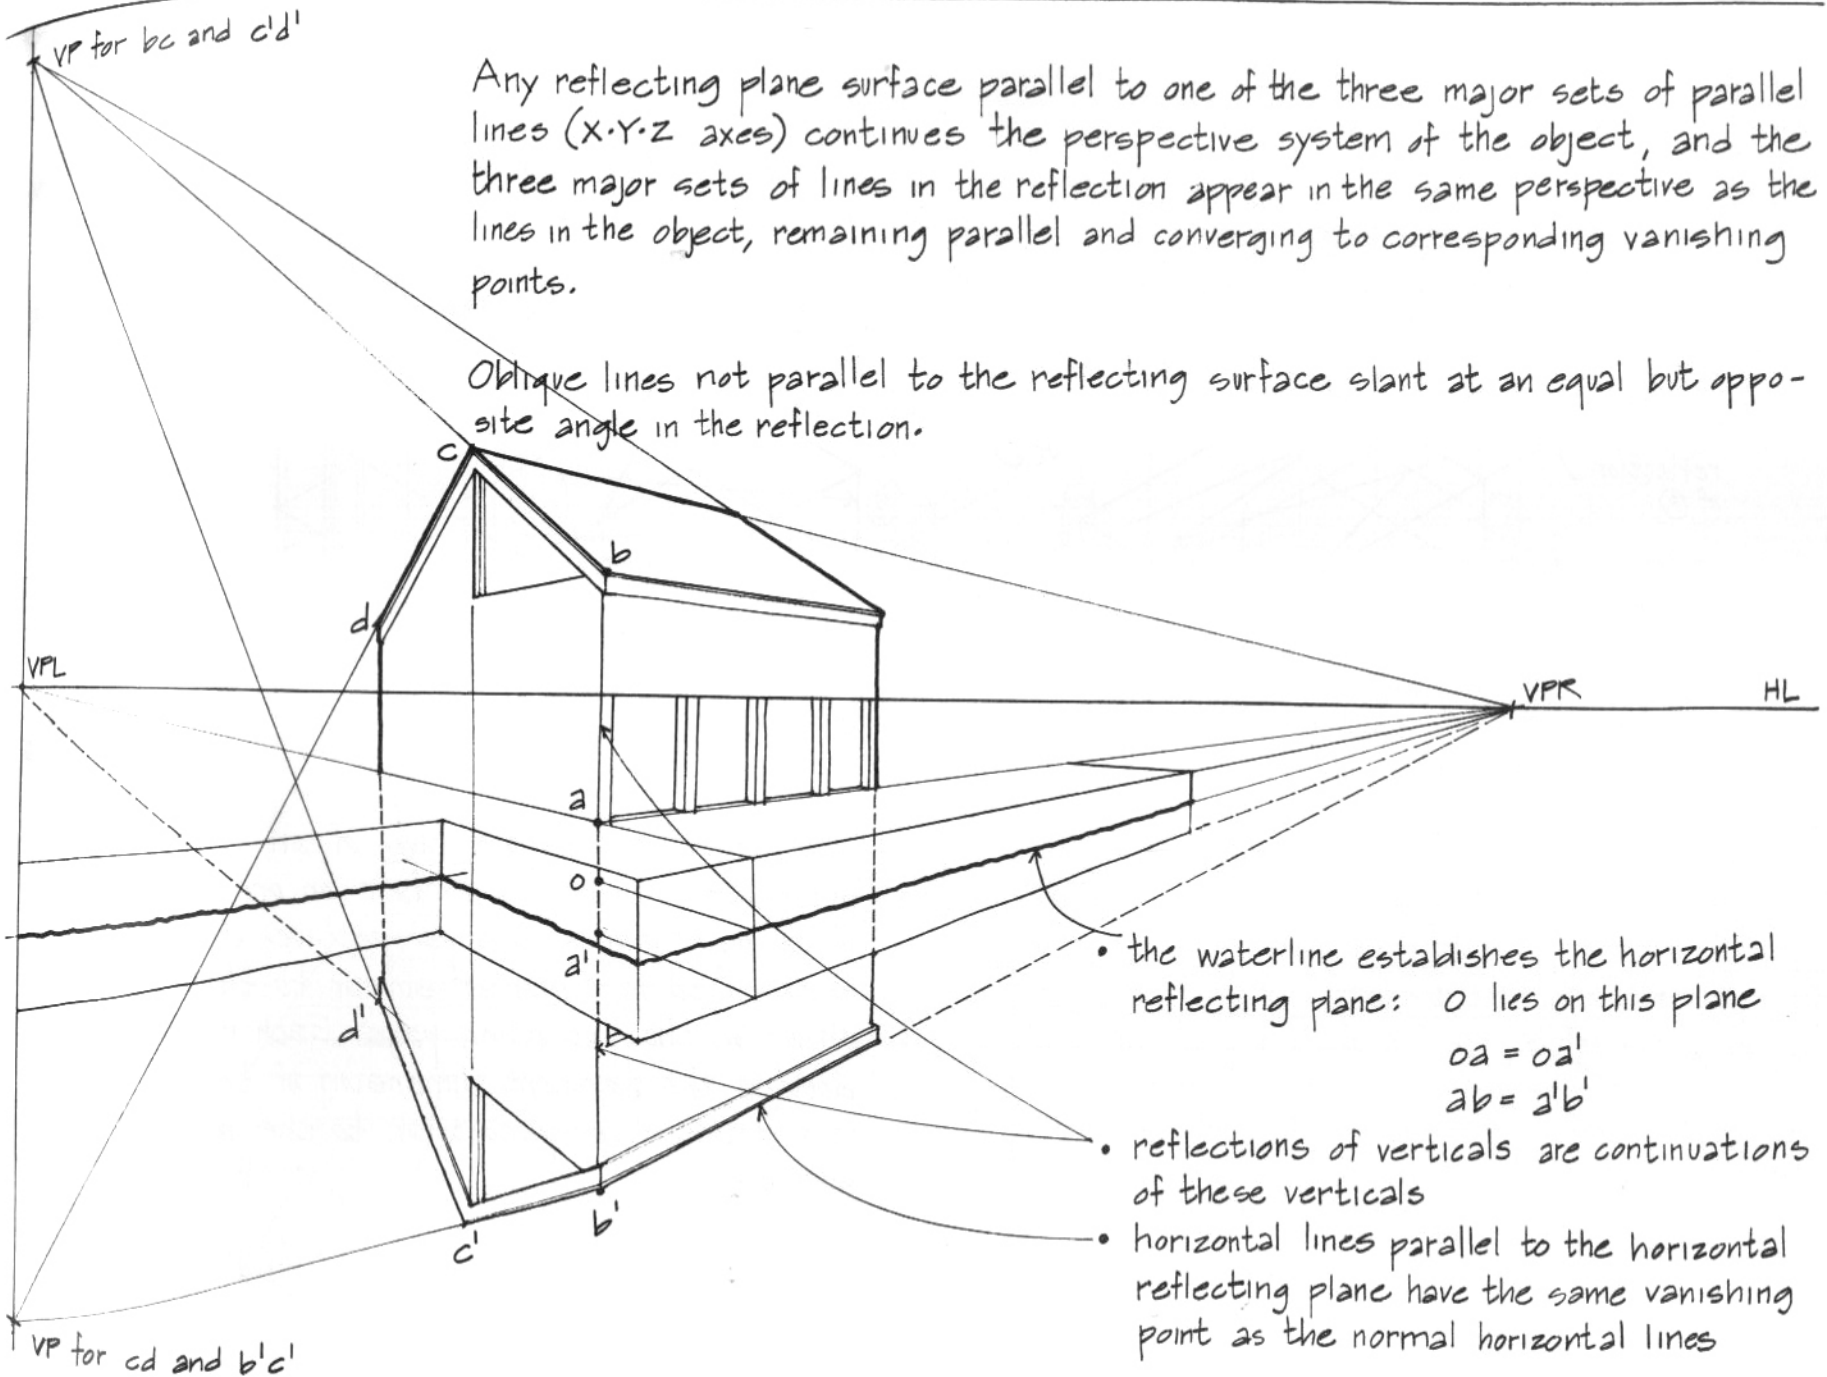 VP for bc and c'd'
Any reflecting plane surface parallel to one of the three major sets of parallel
lines (X·Y·Z axes) continues the perspective system of the object, and the
three major sets of lines in the reflection appear in the same perspective as the
lines in the object, remaining parallel and converging to corresponding vanishing
points.
Oblique lines not parallel to the reflecting surface slant at an equal but oppo-
site angle in the reflection.
c
b
d
VPL
VPR
HL
a
o
a'
d'
• the waterline establishes the horizontal
reflecting plane: O lies on this plane
oa = oa'
ab = a'b'
• reflections of verticals are continuations
of these verticals
b'
c'
• horizontal lines parallel to the horizontal
reflecting plane have the same vanishing
point as the normal horizontal lines
VP for cd and b'c'